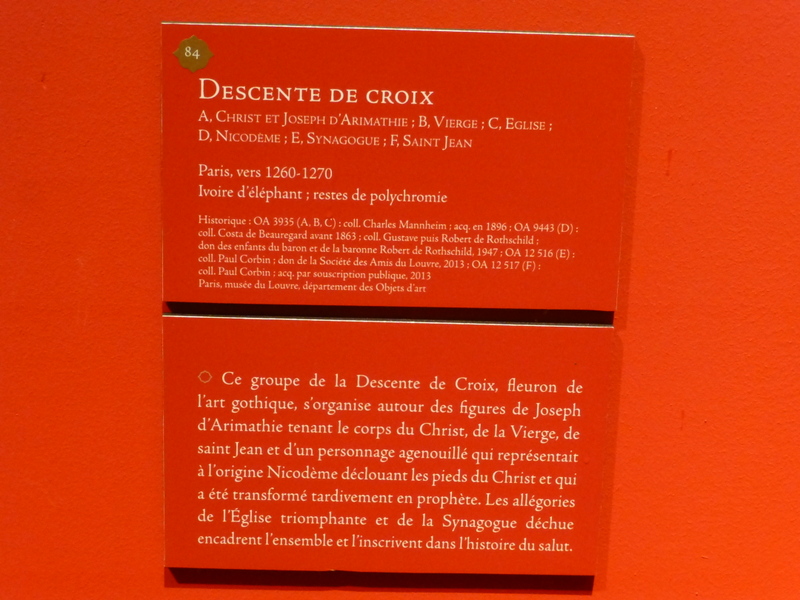 84
DESCENTE DE CROIX
A, CHRIST ET JOSEPH D'ARIMATHIE ; B, VIERGE ; C, EGLISE ;
D, NICODÈME ; E, SYNAGOGUE ; F, SAINT JEAN
Paris, vers 1260-1270
Ivoire d'éléphant ; restes de polychromie
Historique : OA 3935 (A, B, C) : coll. Charles Mannheim ; acq. en 1896 ; OA 9443 (D) :
coll. Costa de Beauregard avant 1863 ; coll. Gustave puis Robert de Rothschild ;
don des enfants du baron et de la baronne Robert de Rothschild, 1947 ; OA 12 516 (E) :
coll. Paul Corbin ; don de la Société des Amis du Louvre, 2013 ; OA 12 517 (F) :
coll. Paul Corbin ; acq. par souscription publique, 2013
Paris, musée du Louvre, département des Objets d'art
Ce groupe de la Descente de Croix, fleuron de
l'art gothique, s'organise autour des figures de Joseph
d'Arimathie tenant le corps du Christ, de la Vierge, de
saint Jean et d'un personnage agenouillé qui représentait
à l'origine Nicodème déclouant les pieds du Christ et qui
a été transformé tardivement en prophète. Les allégories
de l'Église triomphante et de la Synagogue déchue
encadrent l'ensemble et l'inscrivent dans l'histoire du salut.